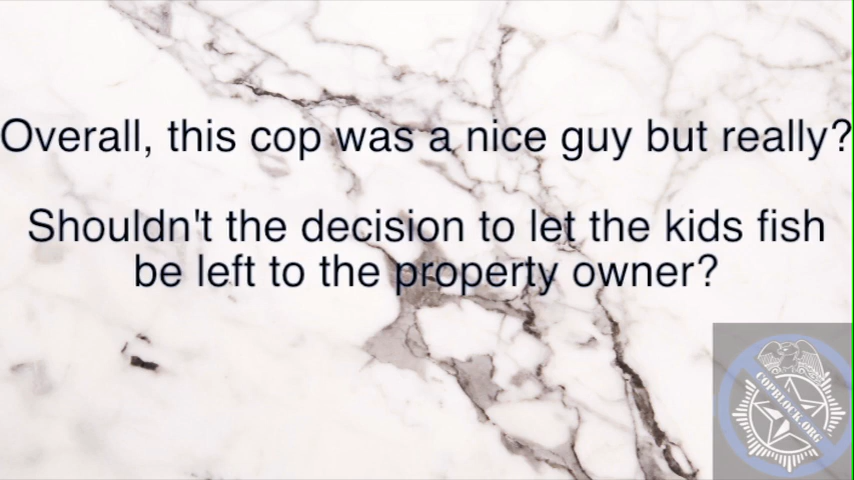 Overall, this cop was a nice guy but really?
Shouldn't the decision to let the kids fish
be left to the property owner?
COPBLOCK.ORG